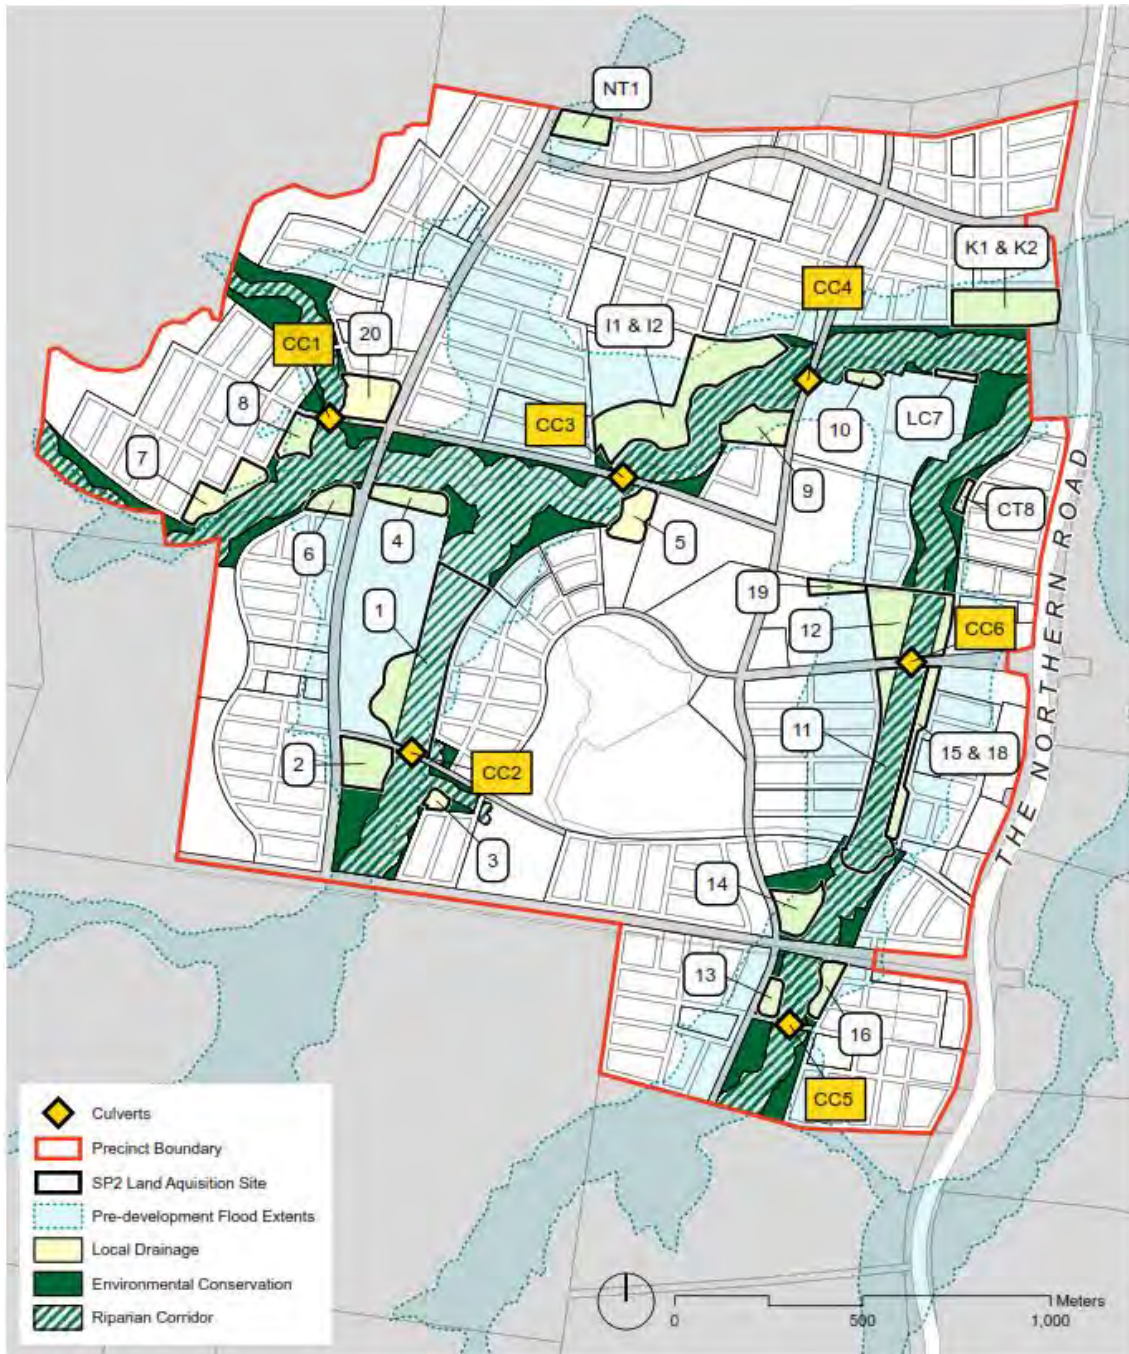 NT1
K1 & K2
CC4
I1 & I2
CC1
20
8
CC3
7
10
LC7
9
CT8
6
4
5
THE NORTHERN ROAD
19
1
12
CC6
11
15 & 18
2
CC2
3
14
13
16
CC5
Culverts
Precinct Boundary
SP2 Land Aquisition Site
Pre-development Flood Extents
Local Drainage
Environmental Conservation
Riparian Corridor
Meters
0 500 1,000